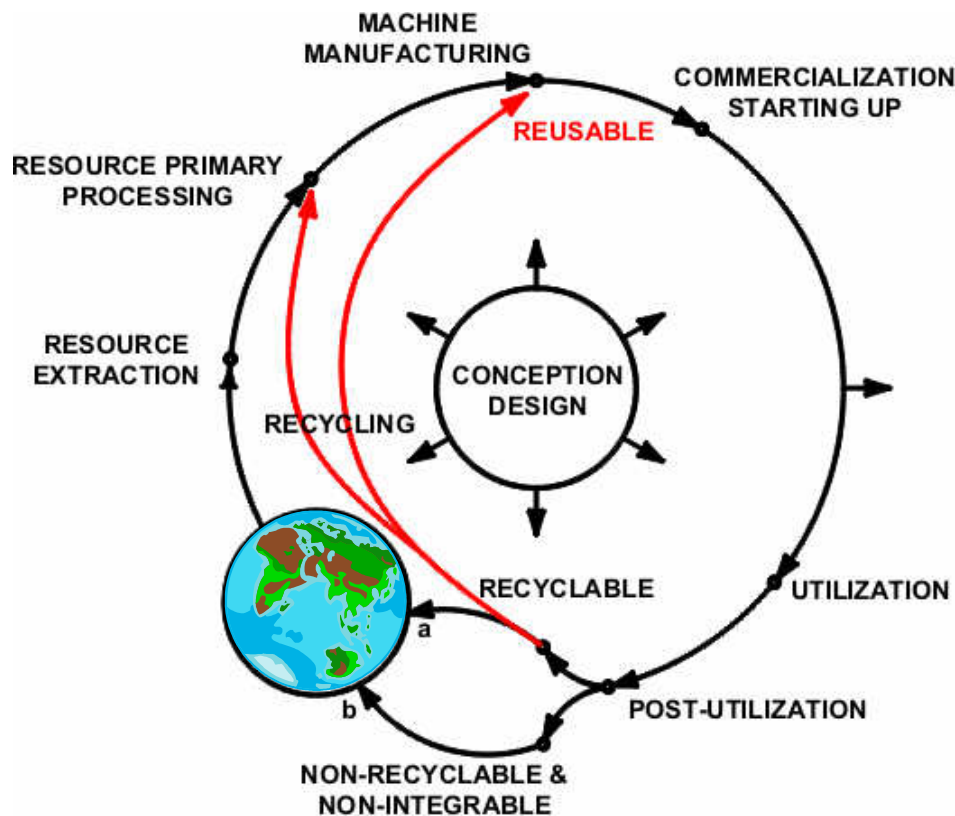 MACHINE
MANUFACTURING
COMMERCIALIZATION
STARTING UP
REUSABLE
RESOURCE PRIMARY
PROCESSING
RESOURCE
EXTRACTION
CONCEPTION
DESIGN
RECYCLING
RECYCLABLE
UTILIZATION
a
b
POST-UTILIZATION
NON-RECYCLABLE &
NON-INTEGRABLE